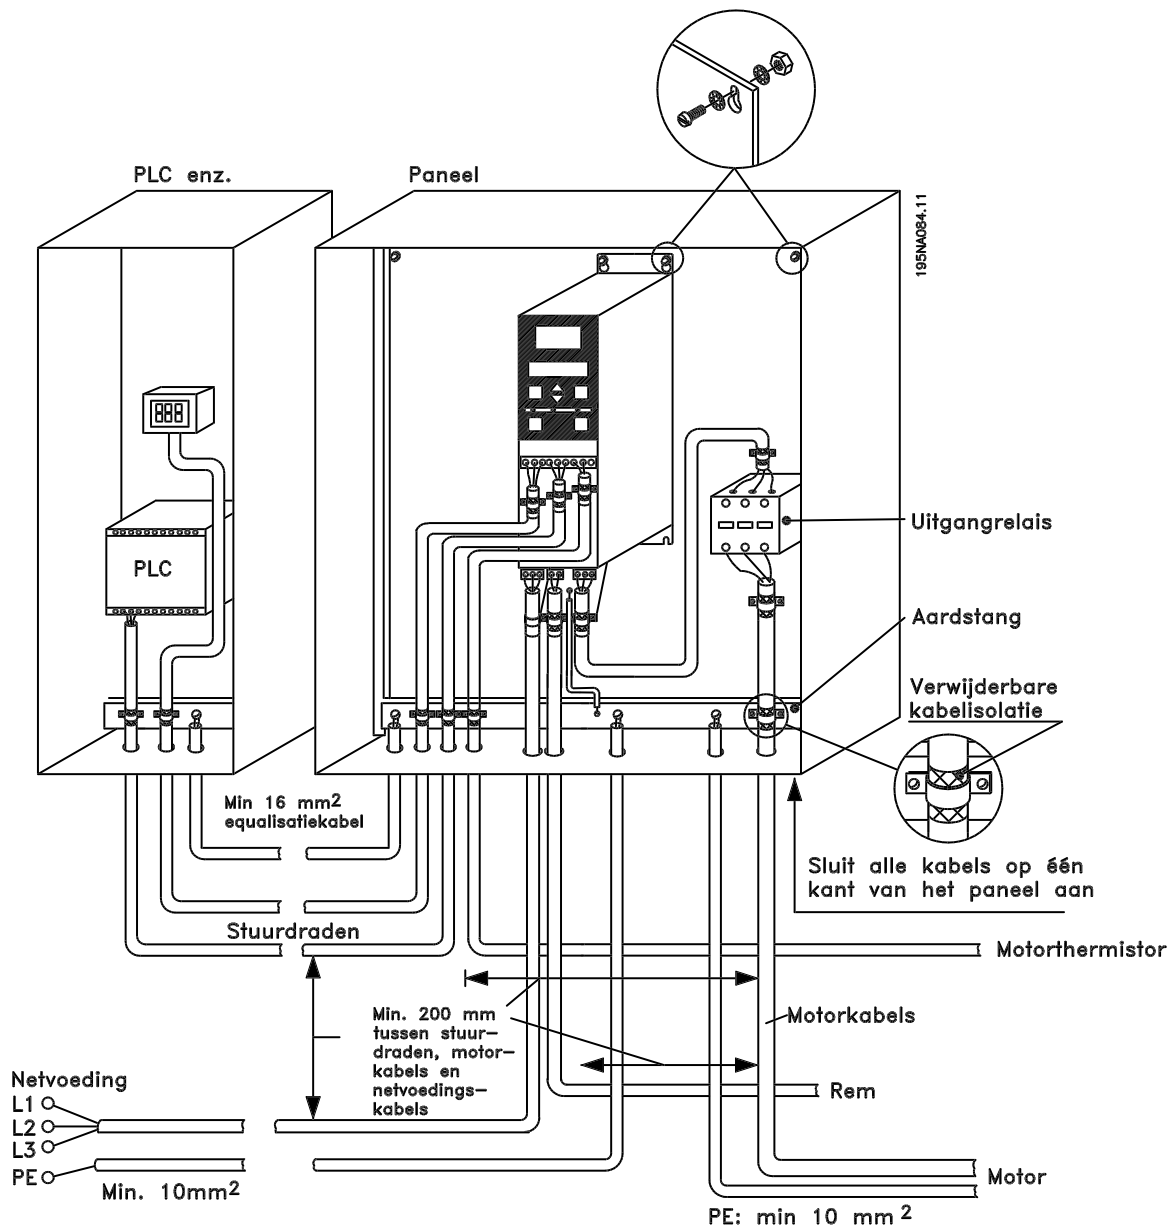 PLC enz.
Paneel
195NA084.11
PLC
Uitgangrelais
Aardstang
Verwijderbare
kabelisolatie
Min 16 mm2
equalisatiekabel
Sluit alle kabels op één
kant van het paneel aan
Stuurdraden
Motorthermistor
Min. 200 mm
tussen stuur-
draden, motor-
kabels en
netvoedings-
kabels
Motorkabels
Netvoeding
L1
L2
L3
PE
Rem
Min. 10mm2
Motor
PE: min 10 mm 2